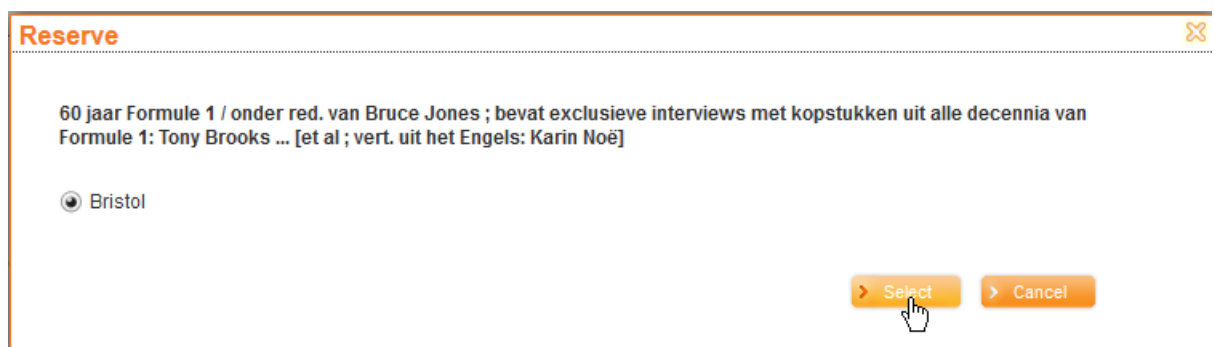 Reserve
60 jaar Formule 1 / onder red. van Bruce Jones ; bevat exclusieve interviews met kopstukken uit alle decennia van
Formule 1: Tony Brooks ... [et al ; vert. uit het Engels: Karin Noë]
Bristol
Select
Cancel